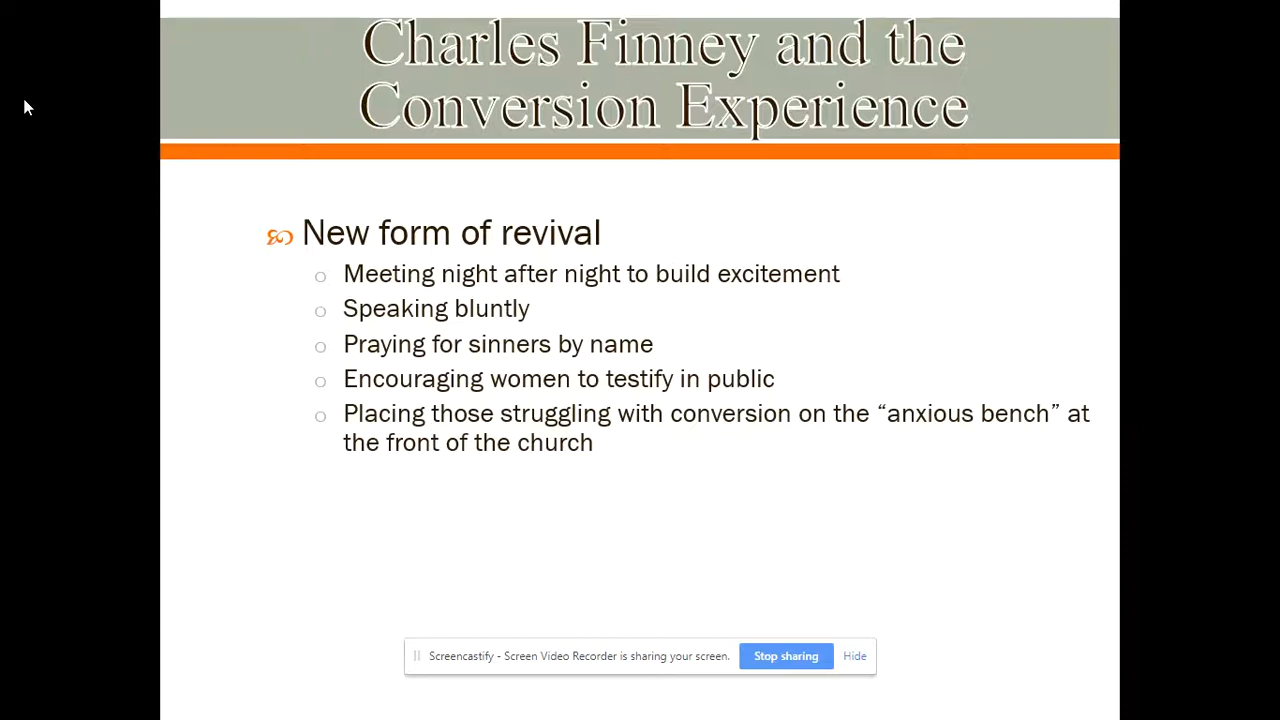 Charles Finney and the
Conversion Experience
New form of revival
Meeting night after night to build excitement
Speaking bluntly
Praying for sinners by name
Encouraging women to testify in public
Placing those struggling with conversion on the “anxious bench” at
the front of the church
Screencastify - Screen Video Recorder is sharing your screen. Stop sharing Hide